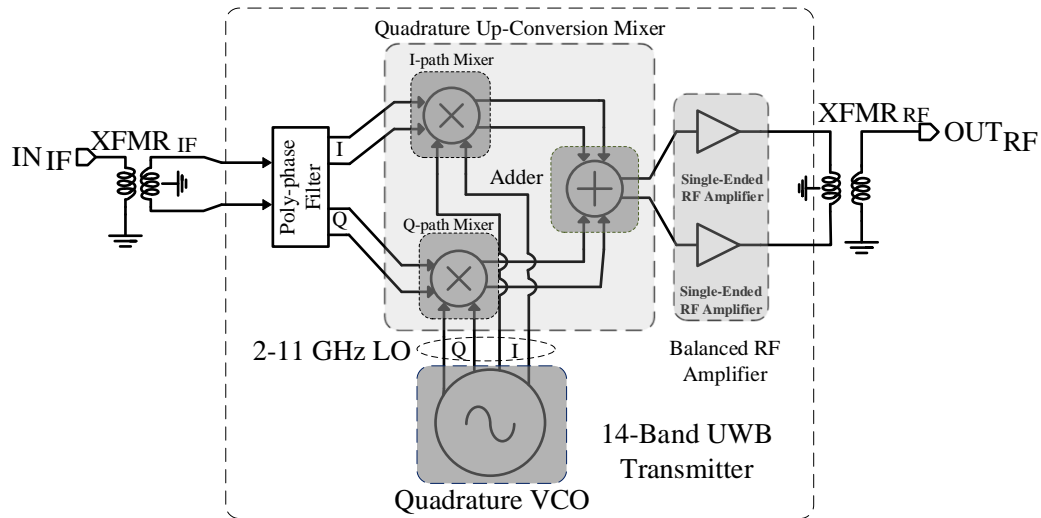 Quadrature Up-Conversion Mixer
I-path Mixer
XFMR IF
IN IF
Poly-phase
Filter
I
Q
Adder
Q-path Mixer
Single-Ended
RF Amplifier
Single-Ended
RF Amplifier
XFMR RF
OUT RF
2-11 GHz LO
Q
I
Balanced RF
Amplifier
14-Band UWB
Transmitter
Quadrature VCO